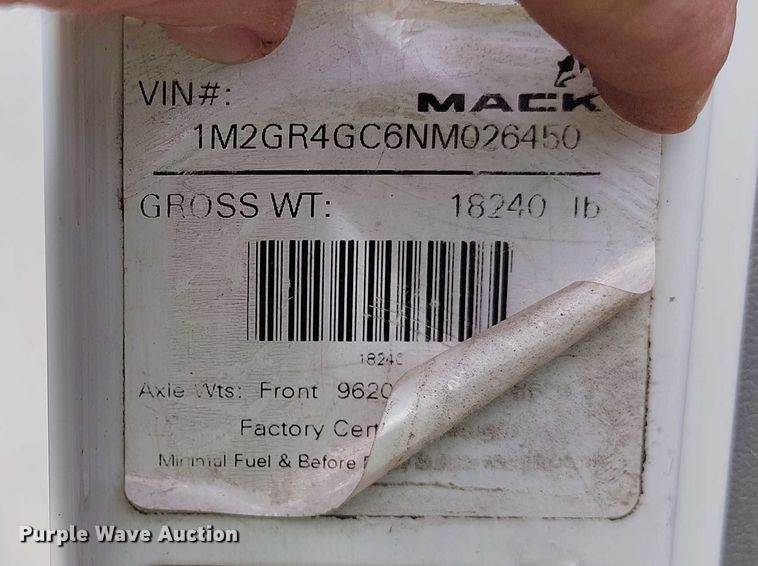 VIN#:
MACK
1M2GR4GC6NM026450
GROSS WT: 18240 lb
18240
Axle Wts: Front 9620
Factory Cert
Minimal Fuel & Before
Purple Wave Auction